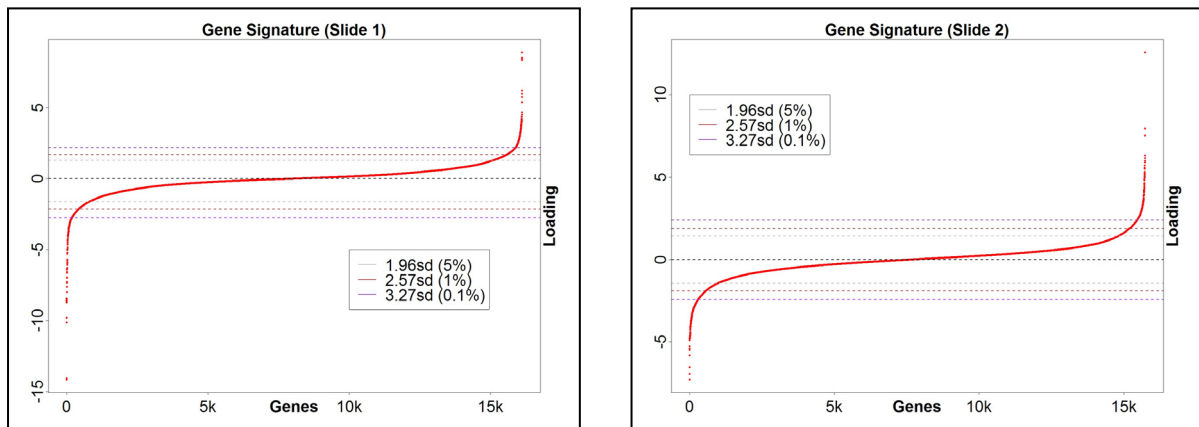 Gene Signature (Slide 1)
5
0
-5
-10
-15
1.96sd (5%)
2.57sd (1%)
3.27sd (0.1%)
Loading
0
5k
Genes
10k
15k
Gene Signature (Slide 2)
10
5
0
-5
1.96sd (5%)
2.57sd (1%)
3.27sd (0.1%)
Loading
0
5k
Genes
10k
15k